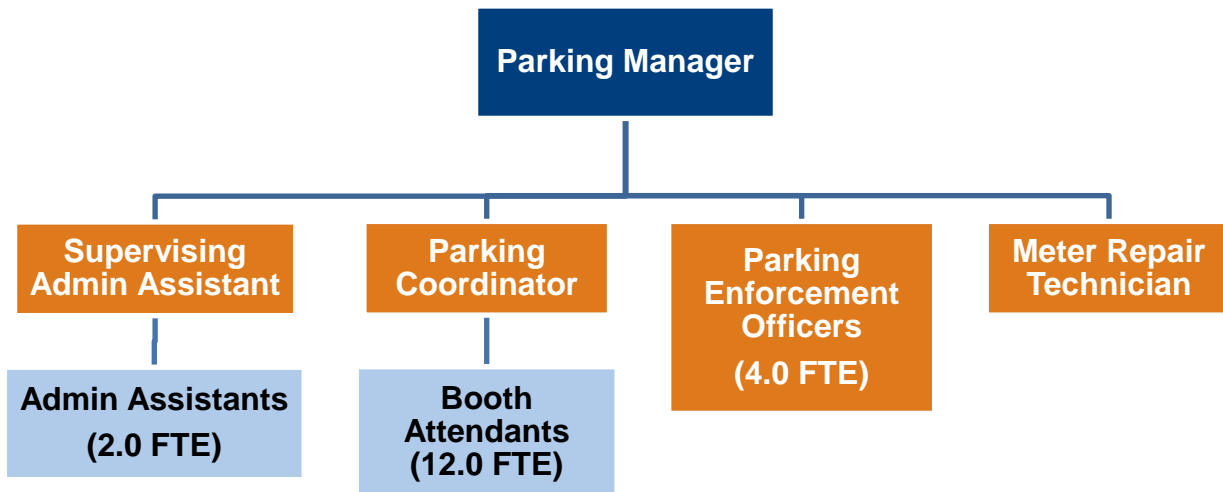 Parking Manager
Supervising
Admin Assistant
Parking
Coordinator
Parking
Enforcement
Officers
(4.0 FTE)
Meter Repair
Technician
Admin Assistants
(2.0 FTE)
Booth
Attendants
(12.0 FTE)